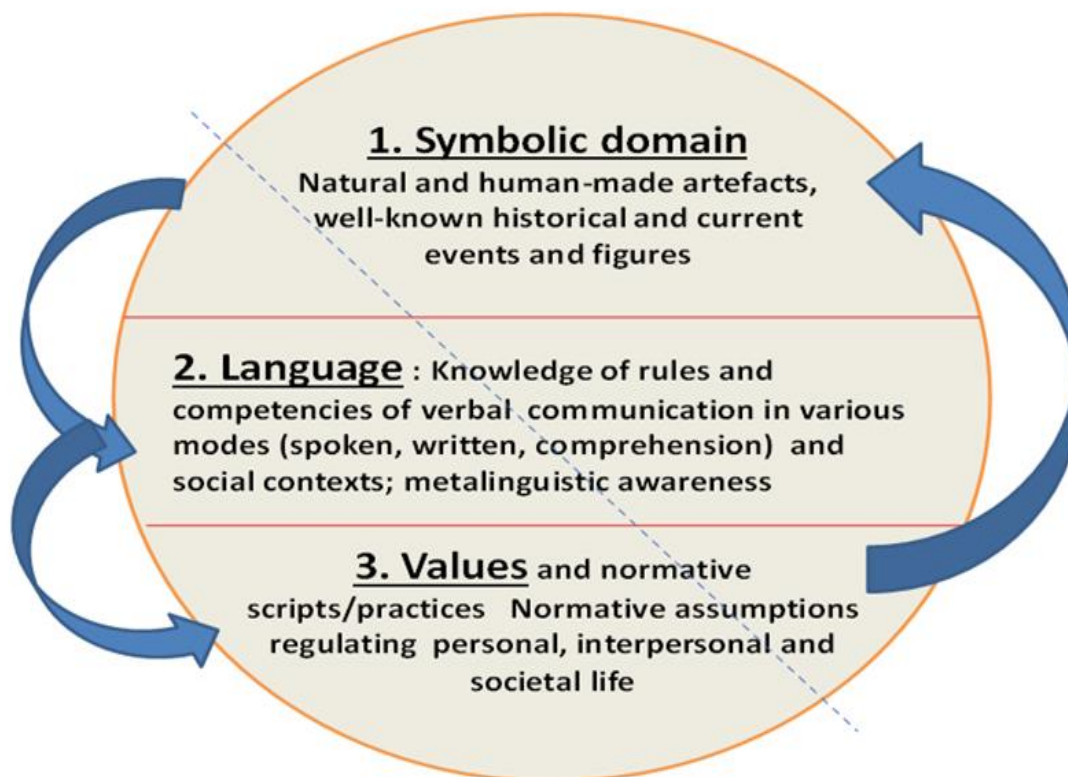 1. Symbolic domain
Natural and human-made artefacts,
well-known historical and current
events and figures
2. Language : Knowledge of rules and
competencies of verbal communication in various
modes (spoken, written, comprehension) and
social contexts; metalinguistic awareness
3. Values and normative
scripts/practices Normative assumptions
regulating personal, interpersonal and
societal life